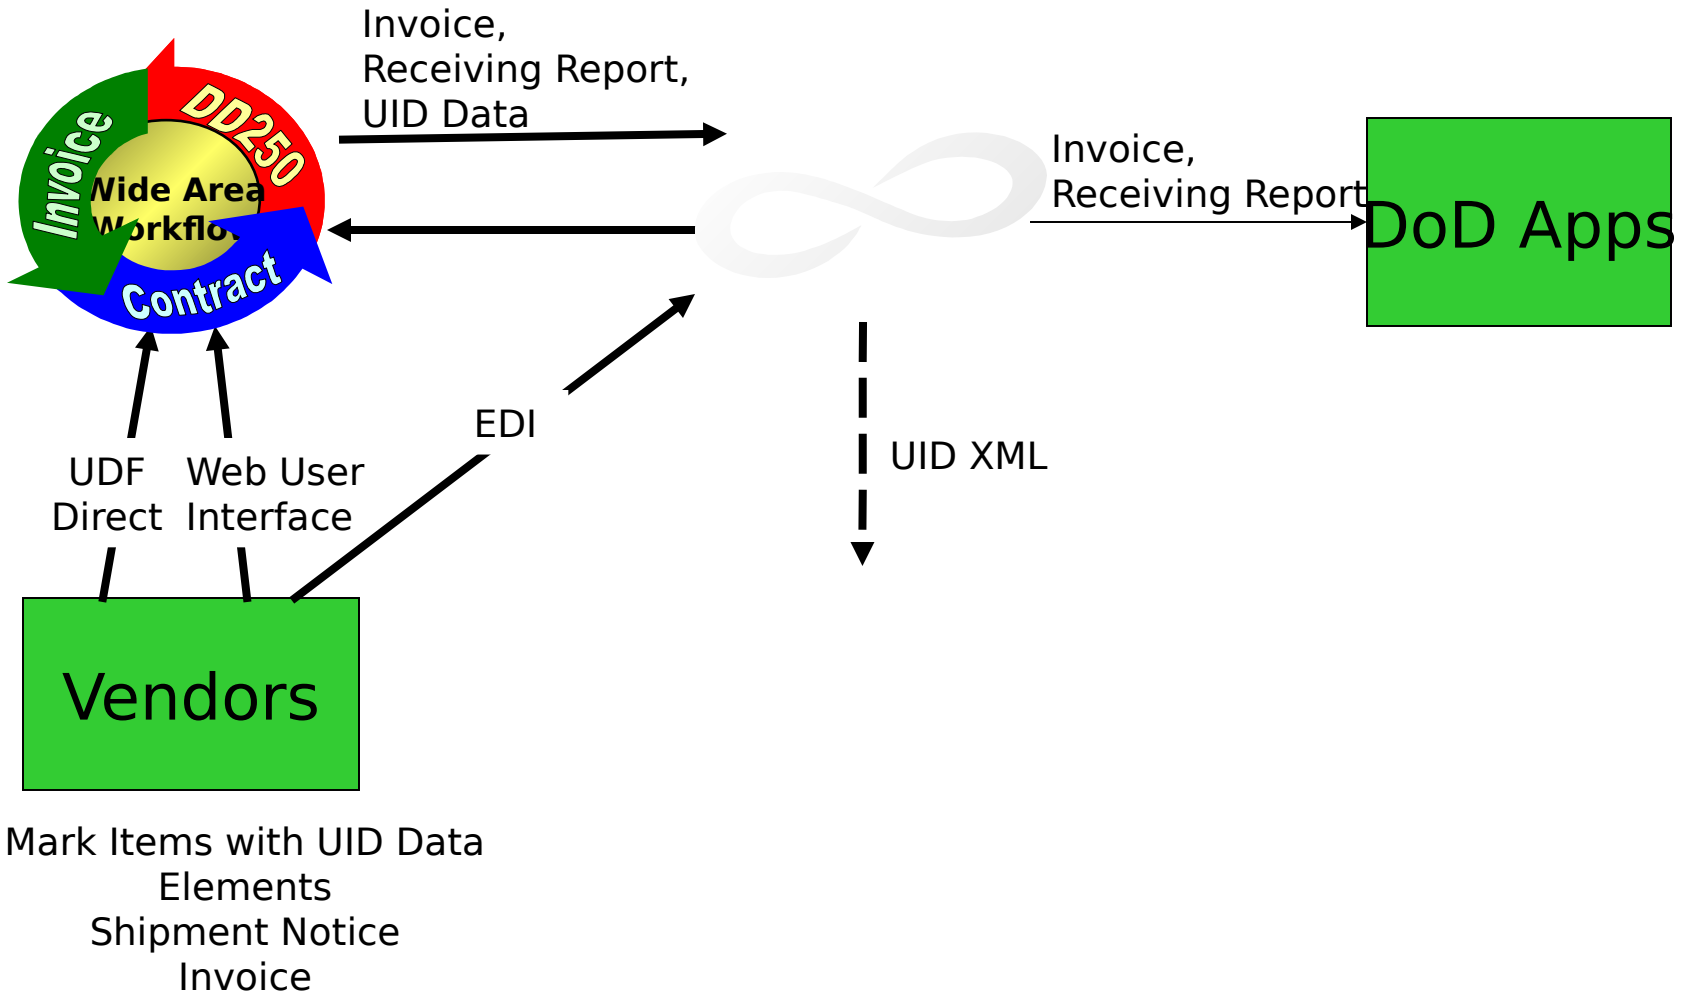 Invoice,
Receiving Report,
UID Data
DD250
Invoice
Wide Area
Workflow
Contract
Invoice,
Receiving Report
DoD Apps
EDI
UID XML
UDF
Direct
Web User
Interface
Vendors
Mark Items with UID Data
Elements
Shipment Notice
Invoice